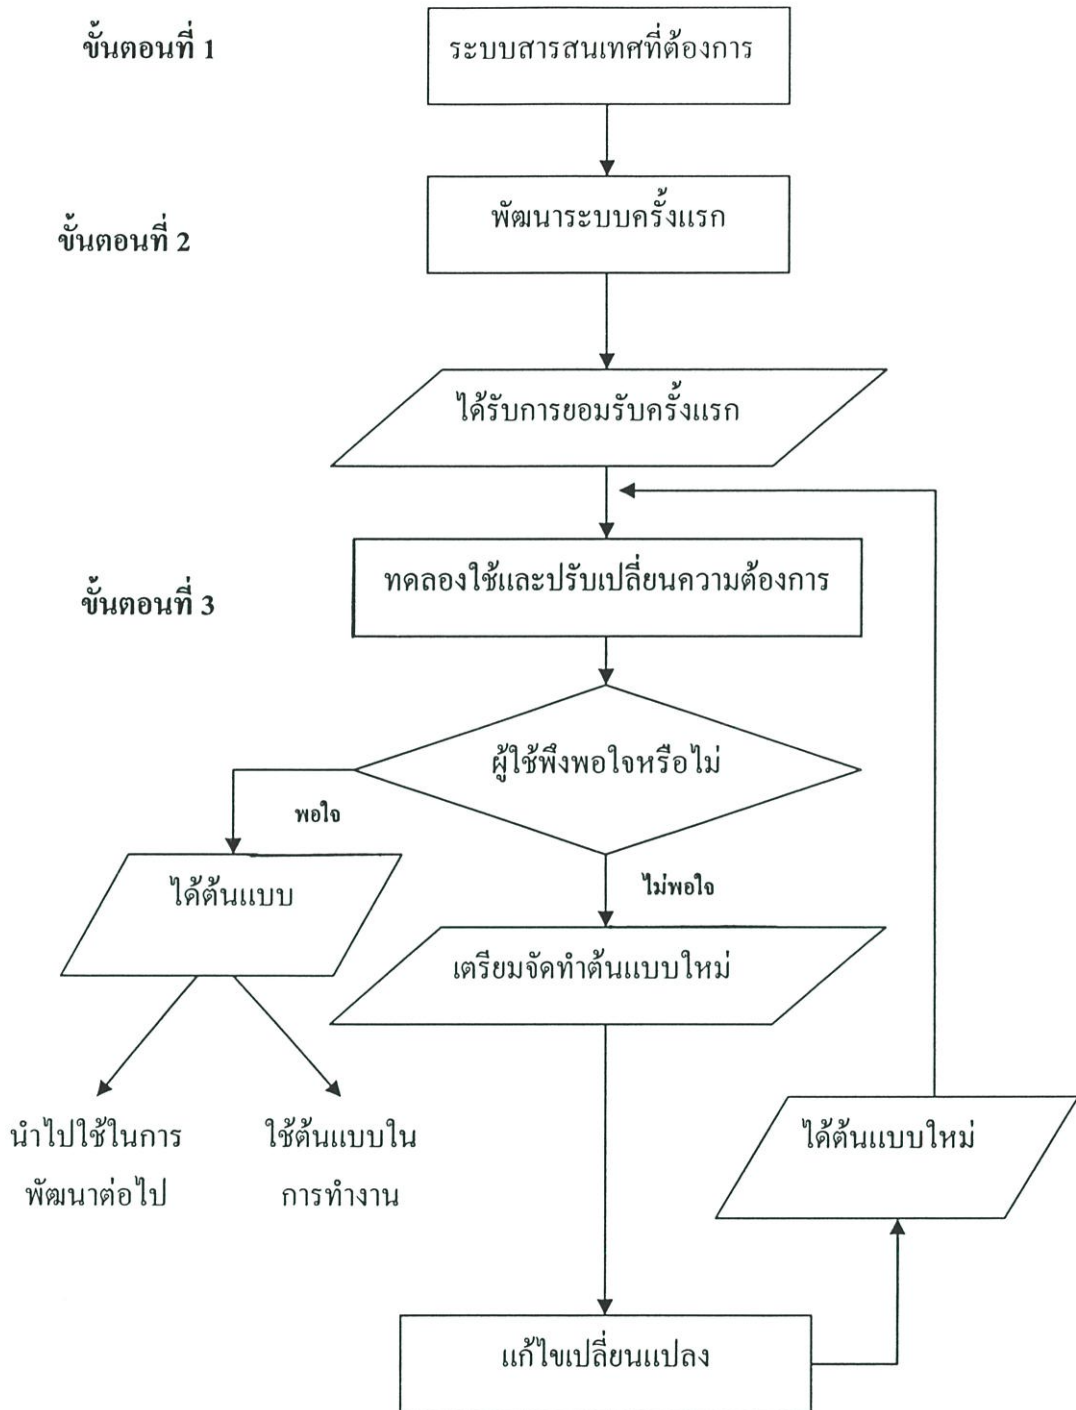 ขั้นตอนที่ 1
ระบบสารสนเทศที่ต้องการ
พัฒนาระบบครั้งแรก
ขั้นตอนที่ 2
ได้รับการยอมรับครั้งแรก
ทดลองใช้และปรับเปลี่ยนความต้องการ
ขั้นตอนที่ 3
ผู้ใช้พึงพอใจหรือไม่
พอใจ
ไม่พอใจ
ได้ต้นแบบ
เตรียมจัดทำต้นแบบใหม่
นำไปใช้ในการ
พัฒนาต่อไป
ใช้ต้นแบบใน
การทำงาน
ได้ต้นแบบใหม่
แก้ไขเปลี่ยนแปลง